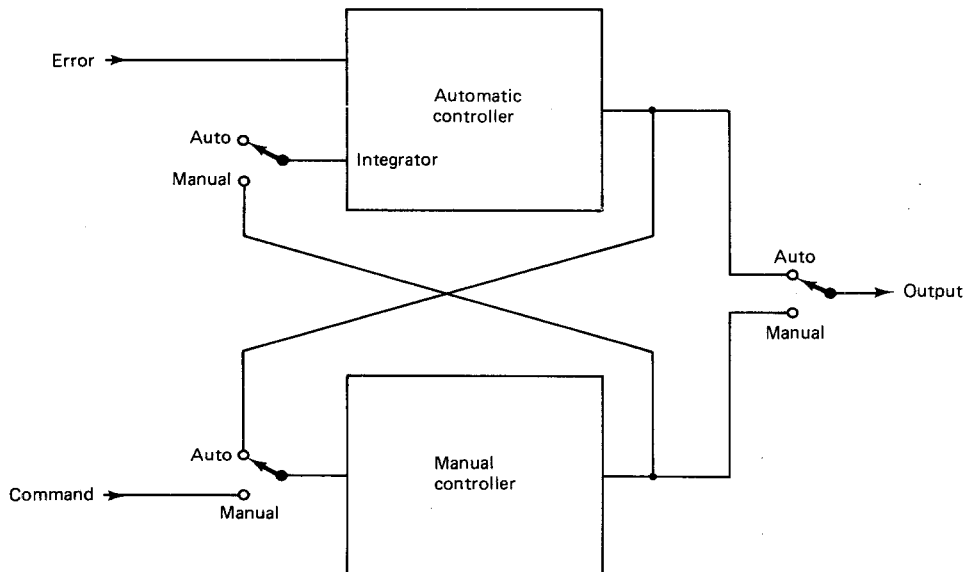 Error
Automatic
controller
Auto
Integrator
Manual
Auto
Output
Manual
Auto
Manual
controller
Command
Manual